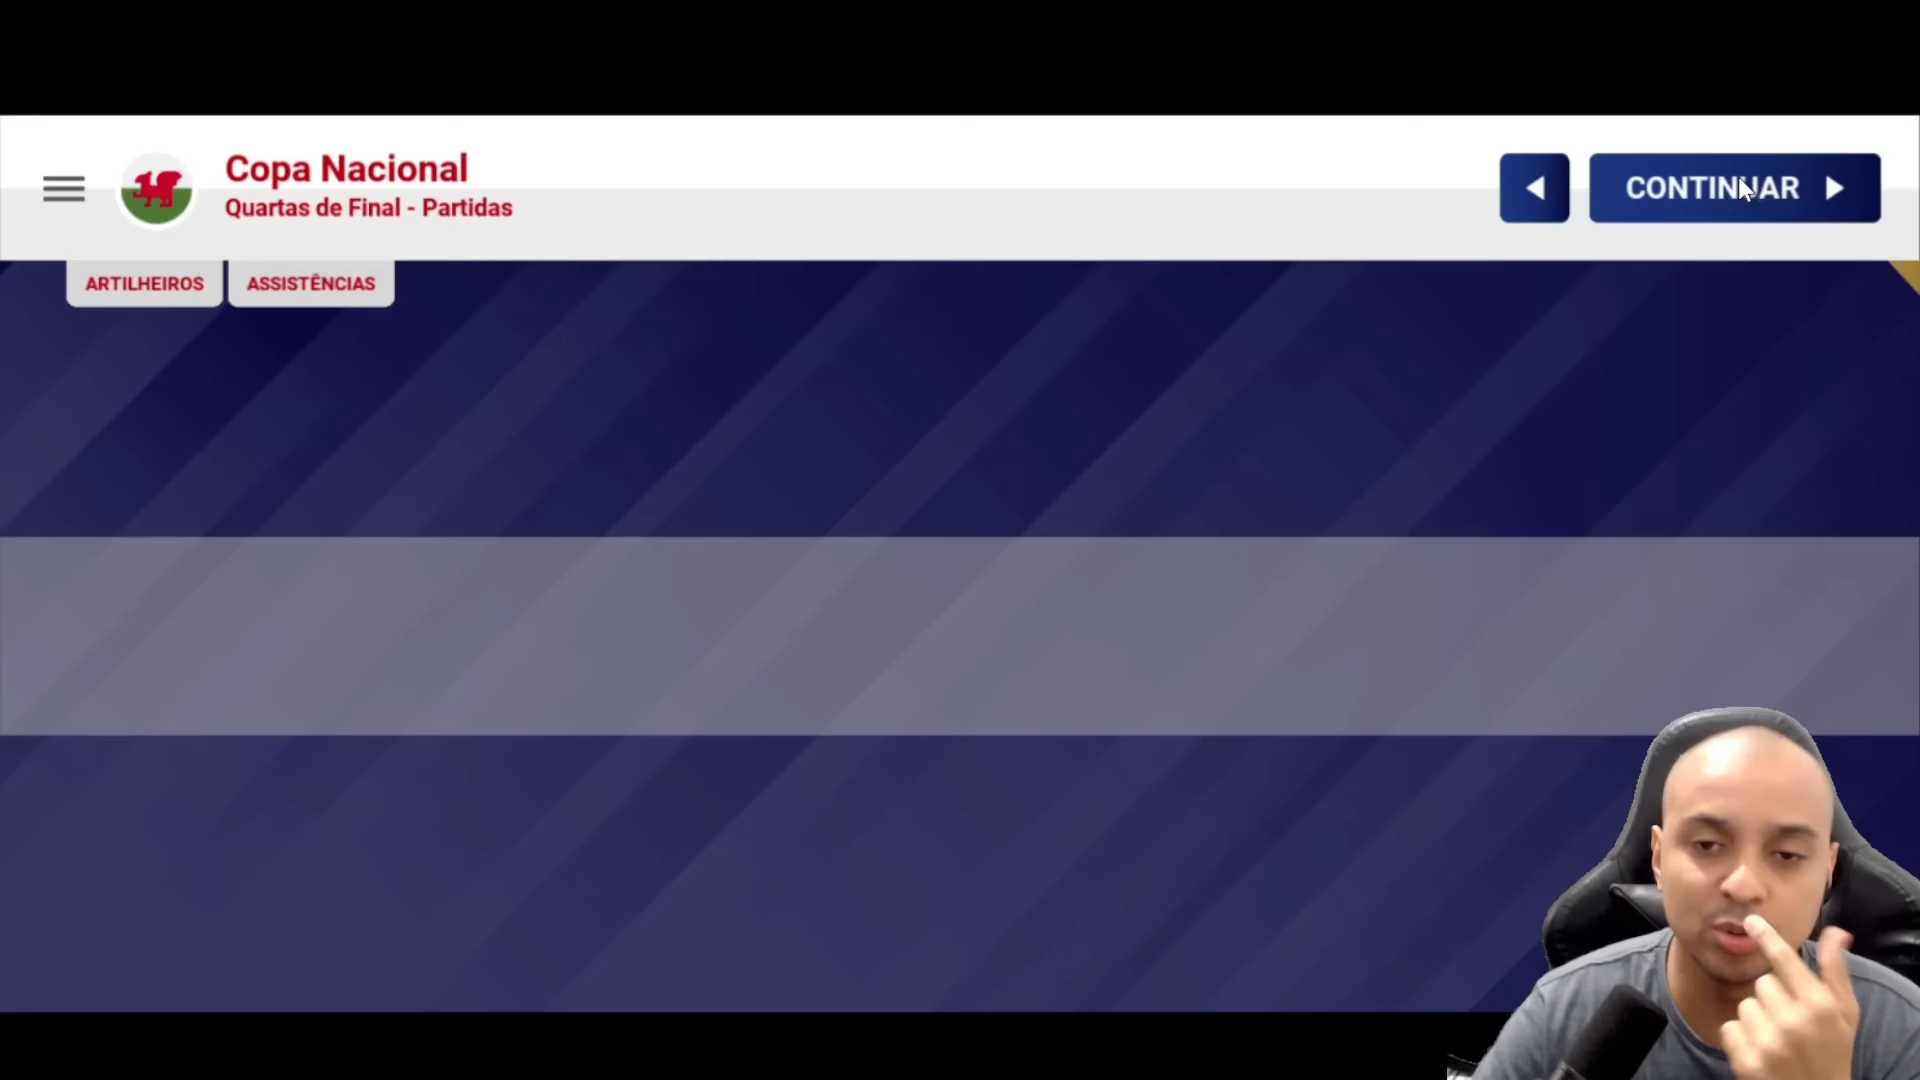 Copa Nacional
Quartas de Final - Partidas
CONTINUAR
ARTILHEIROS
ASSISTÊNCIAS